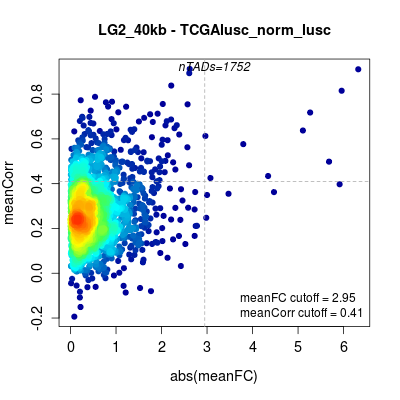 LG2_40kb - TCGAlusc_norm_lusc
nTADs=1752
meanCorr
0.8
0.6
0.4
0.2
0.0
-0.2
meanFC cutoff = 2.95
meanCorr cutoff = 0.41
0 1 2 3 4 5 6
abs(meanFC)